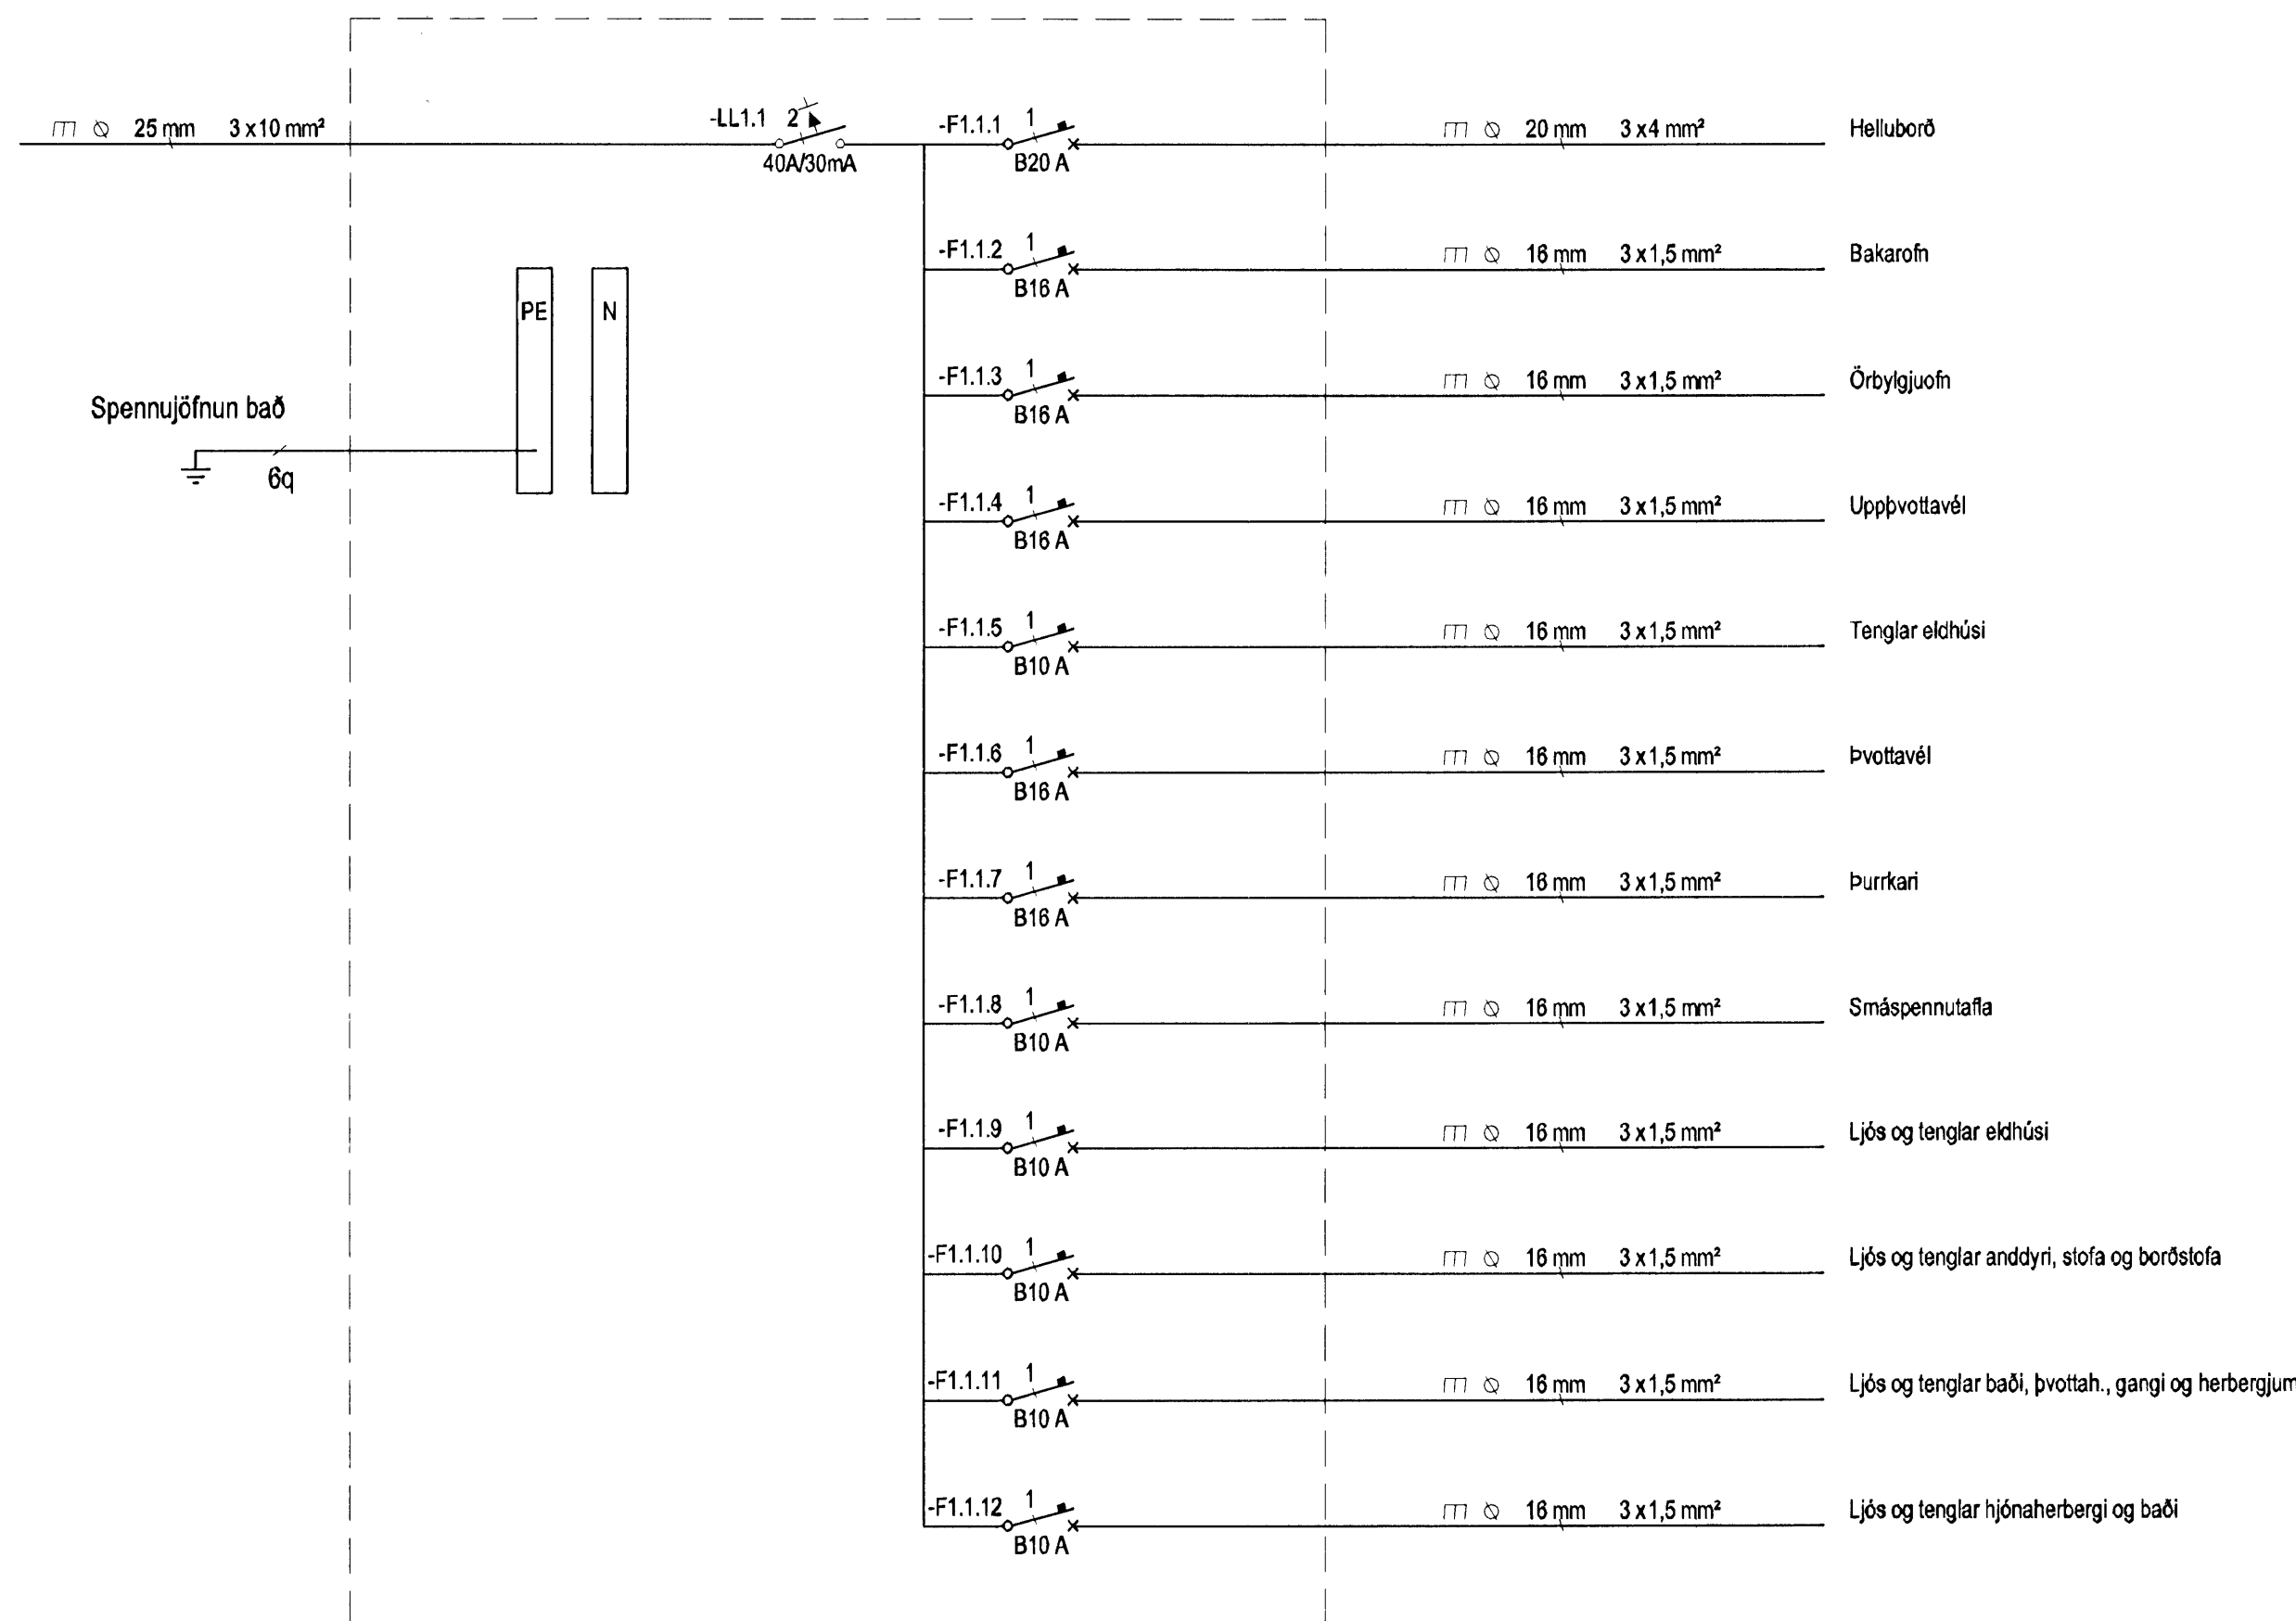 25 mm 3 x 10 mm²
-LL1.1 2
40A/30mA
-F1.1.1 1
B20 A
20 mm 3 x 4 mm²
Helluborð
-F1.1.2 1
B16 A
16 mm 3 x 1,5 mm²
Bakarofn
PE N
-F1.1.3 1
B16 A
16 mm 3 x 1,5 mm²
Örbylgjuofn
Spennujöfnun bað
6q
-F1.1.4 1
B16 A
16 mm 3 x 1,5 mm²
Uppþvottavél
-F1.1.5 1
B10 A
16 mm 3 x 1,5 mm²
Tenglar eldhúsi
-F1.1.6 1
B16 A
16 mm 3 x 1,5 mm²
Þvottavél
-F1.1.7 1
B16 A
16 mm 3 x 1,5 mm²
Þurrkari
-F1.1.8 1
B10 A
16 mm 3 x 1,5 mm²
Smáspennutafla
-F1.1.9 1
B10 A
16 mm 3 x 1,5 mm²
Ljós og tenglar eldhúsi
-F1.1.10 1
B10 A
16 mm 3 x 1,5 mm²
Ljós og tenglar anddyri, stofa og borðstofa
-F1.1.11 1
B10 A
16 mm 3 x 1,5 mm²
Ljós og tenglar baði, þvottah., gangi og herbergjum
-F1.1.12 1
B10 A
16 mm 3 x 1,5 mm²
Ljós og tenglar hjónaherbergi og baði